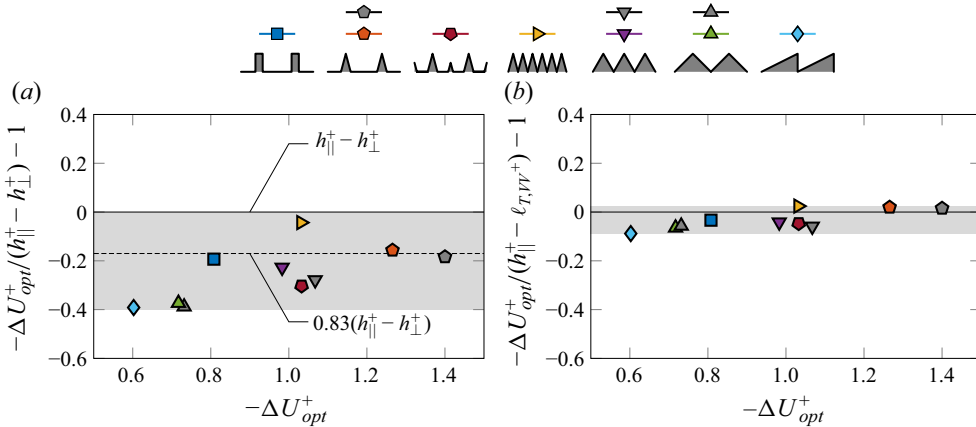 (a)
(b)
−ΔU⁺opt/(h⁺|| − h⁺⊥) − 1
0.4
0.2
0
−0.2
−0.4
−0.6
h⁺|| − h⁺⊥
0.83(h⁺|| − h⁺⊥)
0.6 0.8 1.0 1.2 1.4
−ΔU⁺opt
−ΔU⁺opt/(h⁺|| − ℓT,VV⁺) − 1
0.4
0.2
0
−0.2
−0.4
−0.6
0.6 0.8 1.0 1.2 1.4
−ΔU⁺opt